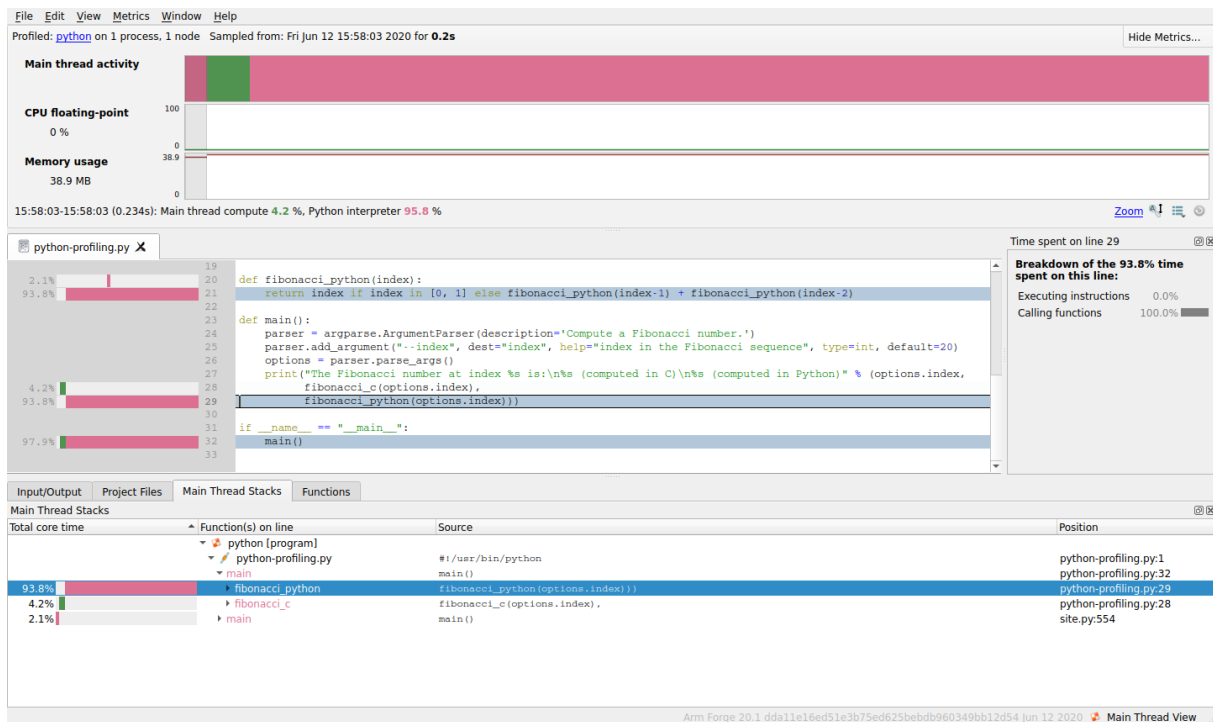 File Edit View Metrics Window Help
Profiled: python on 1 process, 1 node Sampled from: Fri Jun 12 15:58:03 2020 for 0.2s
Hide Metrics...
Main thread activity
CPU floating-point
0 %
100
0
Memory usage
38.9 MB
38.9
0
15:58:03-15:58:03 (0.234s): Main thread compute 4.2 %, Python interpreter 95.8 %
Zoom
python-profiling.py
19
2.1% 20 def fibonacci_python(index):
93.8% 21 return index if index in [0, 1] else fibonacci_python(index-1) + fibonacci_python(index-2)
22
23 def main():
24 parser = argparse.ArgumentParser(description='Compute a Fibonacci number.')
25 parser.add_argument("--index", dest="index", help="index in the Fibonacci sequence", type=int, default=20)
26 options = parser.parse_args()
27 print("The Fibonacci number at index %s is:\n%s (computed in C)\n%s (computed in Python)" % (options.index,
4.2% 28 fibonacci_c(options.index),
93.8% 29 fibonacci_python(options.index)))
30
31 if __name__ == "__main__":
97.9% 32 main()
33
Time spent on line 29
Breakdown of the 93.8% time
spent on this line:
Executing instructions 0.0%
Calling functions 100.0%
Input/Output Project Files Main Thread Stacks Functions
Main Thread Stacks
Total core time Function(s) on line Source Position
python [program]
python-profiling.py #!/usr/bin/python python-profiling.py:1
main main() python-profiling.py:32
93.8% fibonacci_python fibonacci_python(options.index))) python-profiling.py:29
4.2% fibonacci_c fibonacci_c(options.index), python-profiling.py:28
2.1% main main() site.py:554
Arm Forge 20.1 dda11e16ed51e3b75ed625bebdb960349bb12d54 Jun 12 2020 Main Thread View